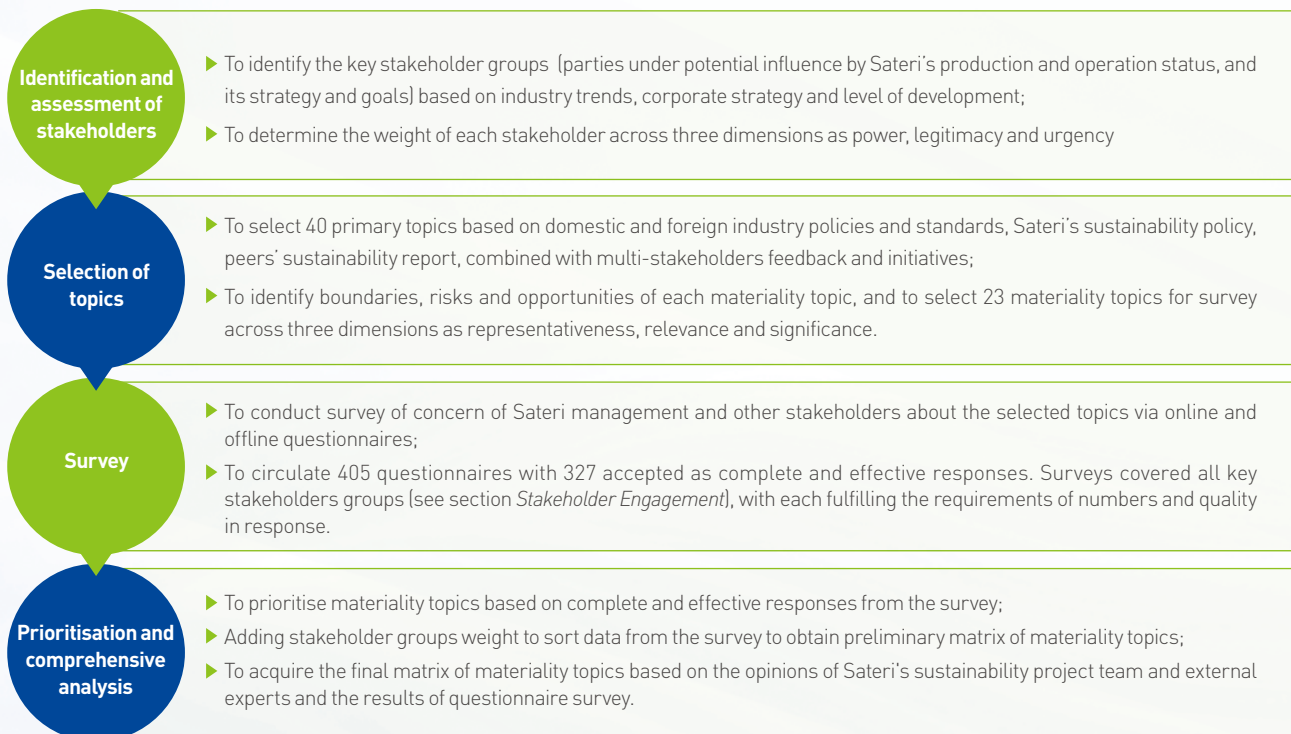 Identification and
assessment of
stakeholders
▶ To identify the key stakeholder groups (parties under potential influence by Sateri's production and operation status, and
its strategy and goals) based on industry trends, corporate strategy and level of development;
▶ To determine the weight of each stakeholder across three dimensions as power, legitimacy and urgency
Selection of
topics
▶ To select 40 primary topics based on domestic and foreign industry policies and standards, Sateri's sustainability policy,
peers' sustainability report, combined with multi-stakeholders feedback and initiatives;
▶ To identify boundaries, risks and opportunities of each materiality topic, and to select 23 materiality topics for survey
across three dimensions as representativeness, relevance and significance.
Survey
▶ To conduct survey of concern of Sateri management and other stakeholders about the selected topics via online and
offline questionnaires;
▶ To circulate 405 questionnaires with 327 accepted as complete and effective responses. Surveys covered all key
stakeholders groups (see section Stakeholder Engagement), with each fulfilling the requirements of numbers and quality
in response.
Prioritisation and
comprehensive
analysis
▶ To prioritise materiality topics based on complete and effective responses from the survey;
▶ Adding stakeholder groups weight to sort data from the survey to obtain preliminary matrix of materiality topics;
▶ To acquire the final matrix of materiality topics based on the opinions of Sateri's sustainability project team and external
experts and the results of questionnaire survey.